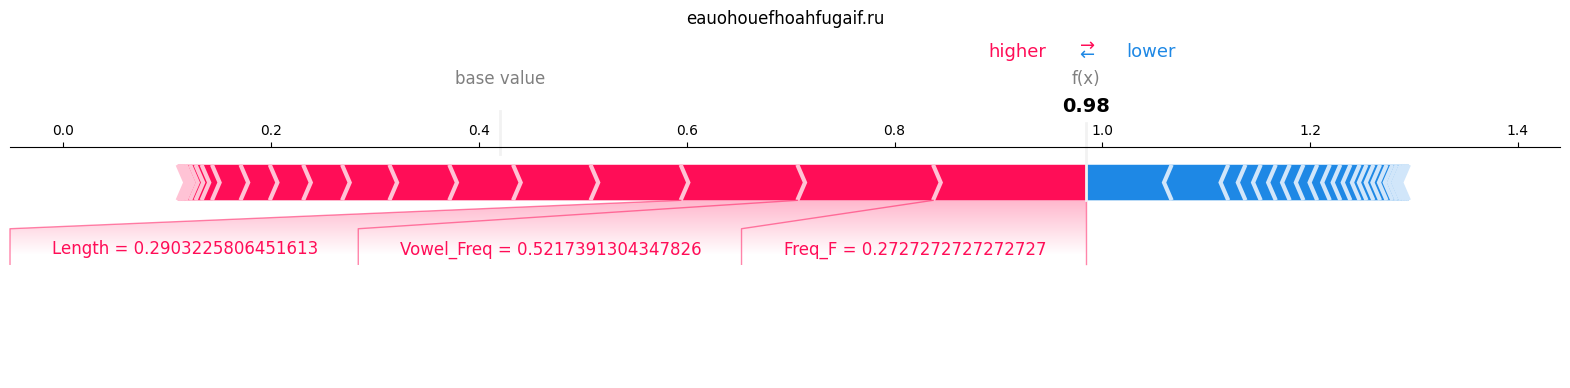 eauohouefhoahfugaif.ru
higher ⇄ lower
base value f(x)
0.98
0.0 0.2 0.4 0.6 0.8 1.0 1.2 1.4
Length = 0.2903225806451613 Vowel_Freq = 0.5217391304347826 Freq_F = 0.2727272727272727